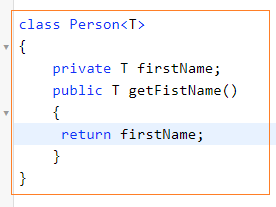 class Person<T>
{
    private T firstName;
    public T getFistName()
    {
     return firstName;
    }
}